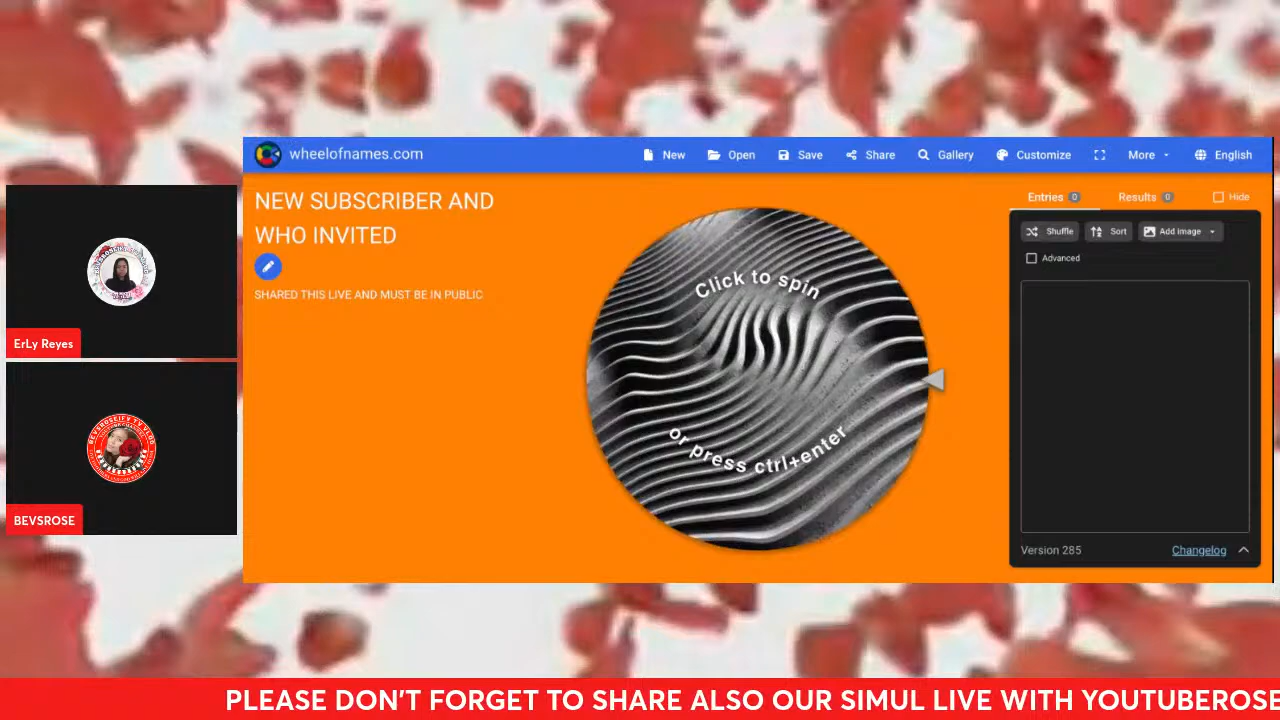 wheelofnames.com
New
Open
Save
Share
Gallery
Customize
More
English
NEW SUBSCRIBER AND
WHO INVITED
SHARED THIS LIVE AND MUST BE IN PUBLIC
Click to spin
or press ctrl+enter
Entries 0
Results 0
Hide
Shuffle
Sort
Add image
Advanced
Version 285
Changelog
ErLy Reyes
BEVSROSEIFY TV VLOG
BEVSROSE
PLEASE DON'T FORGET TO SHARE ALSO OUR SIMUL LIVE WITH YOUTUBEROSE